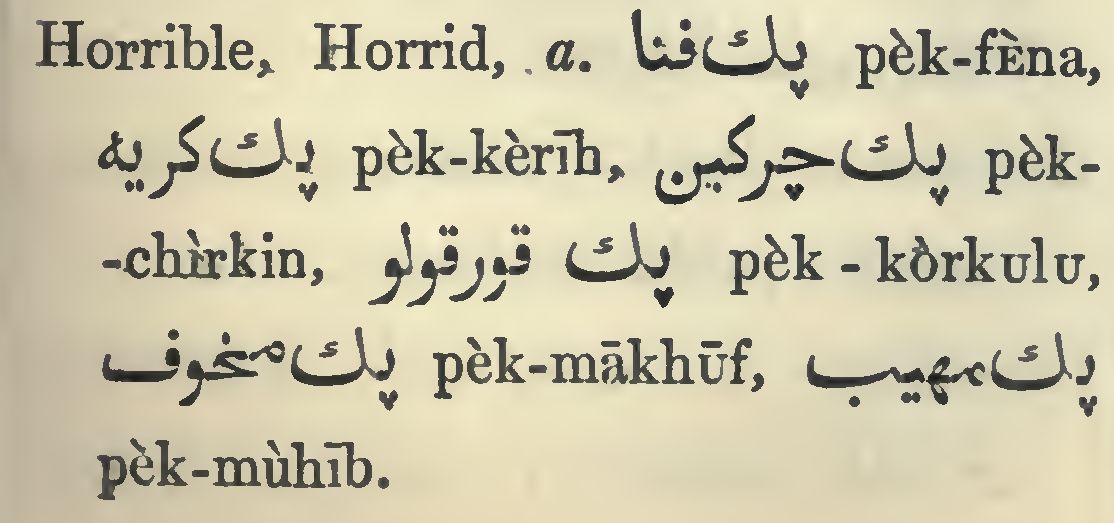 Horrible, Horrid, a. پك فنا pèk-fÈna,
پك كريه pèk-kèrīh, پك چركين pèk-
-chìrkin, پك قورقولو pèk - kòrkulu,
پك مخوف pèk-mākhūf, پك مهيب
pèk-mùhīb.